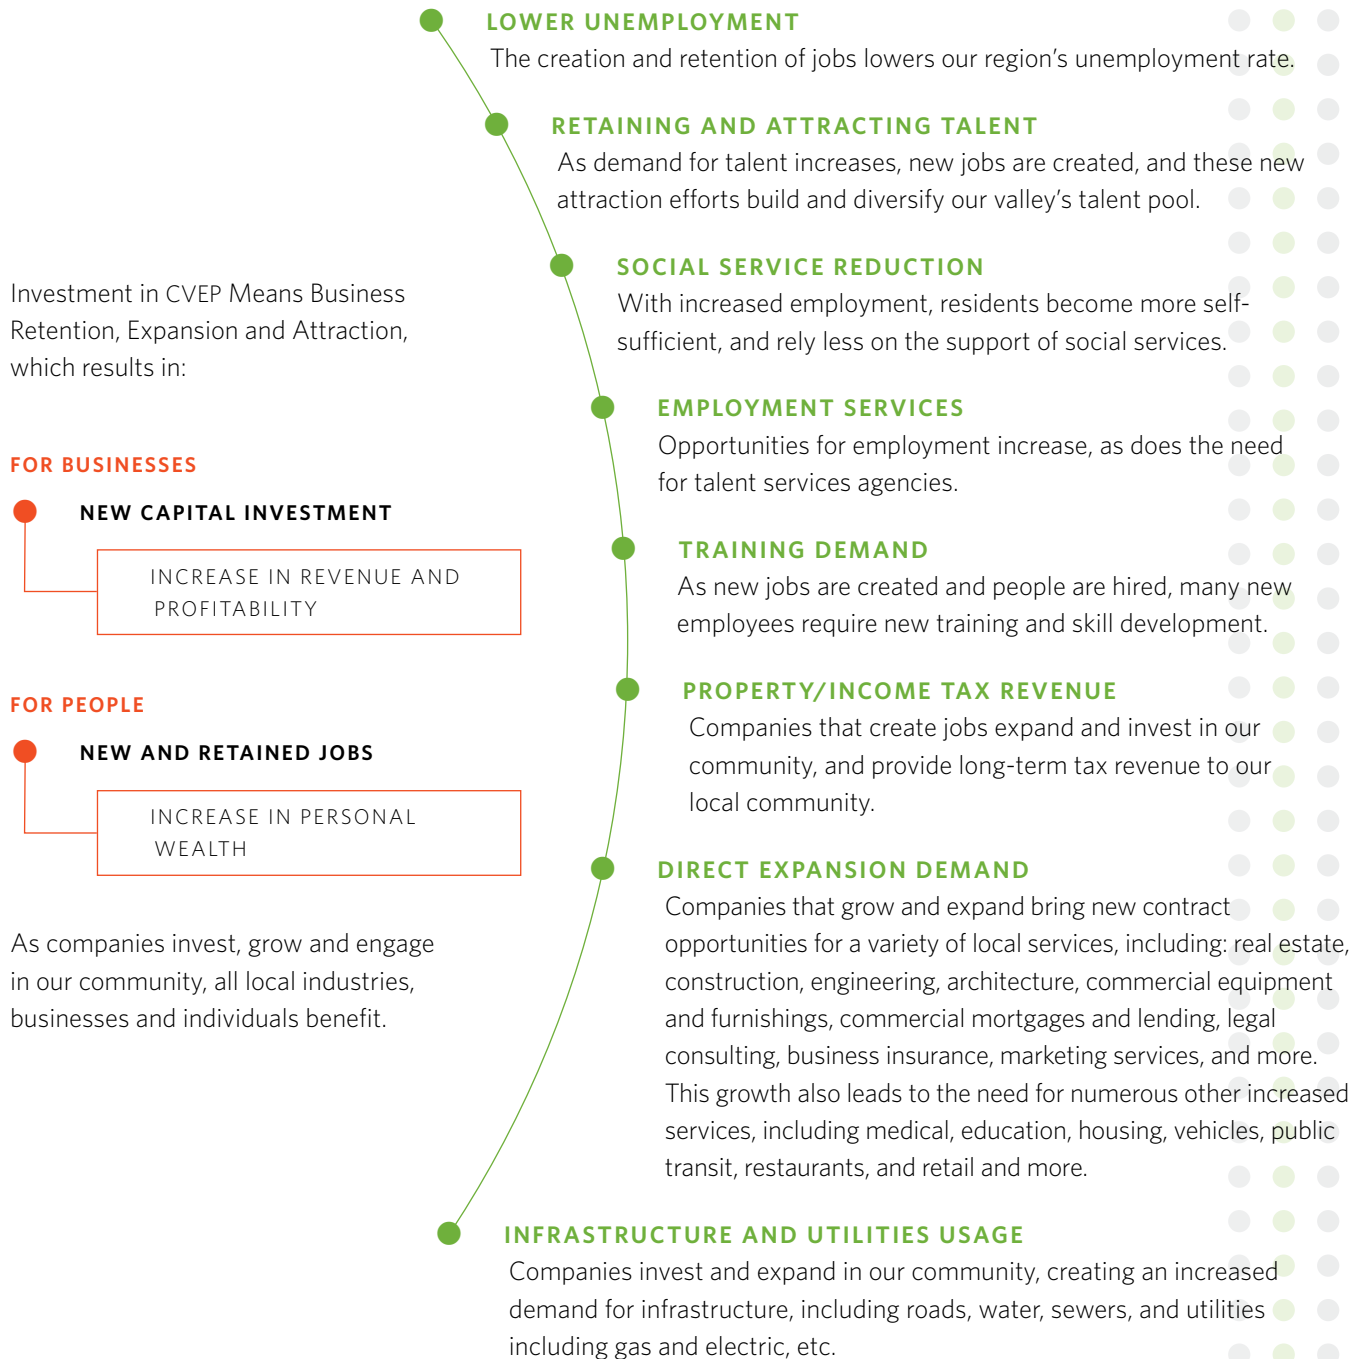 Investment in CVEP Means Business
Retention, Expansion and Attraction,
which results in:
FOR BUSINESSES
NEW CAPITAL INVESTMENT
INCREASE IN REVENUE AND
PROFITABILITY
FOR PEOPLE
NEW AND RETAINED JOBS
INCREASE IN PERSONAL
WEALTH
As companies invest, grow and engage
in our community, all local industries,
businesses and individuals benefit.
LOWER UNEMPLOYMENT
The creation and retention of jobs lowers our region’s unemployment rate.
RETAINING AND ATTRACTING TALENT
As demand for talent increases, new jobs are created, and these new
attraction efforts build and diversify our valley’s talent pool.
SOCIAL SERVICE REDUCTION
With increased employment, residents become more self-
sufficient, and rely less on the support of social services.
EMPLOYMENT SERVICES
Opportunities for employment increase, as does the need
for talent services agencies.
TRAINING DEMAND
As new jobs are created and people are hired, many new
employees require new training and skill development.
PROPERTY/INCOME TAX REVENUE
Companies that create jobs expand and invest in our
community, and provide long-term tax revenue to our
local community.
DIRECT EXPANSION DEMAND
Companies that grow and expand bring new contract
opportunities for a variety of local services, including: real estate,
construction, engineering, architecture, commercial equipment
and furnishings, commercial mortgages and lending, legal
consulting, business insurance, marketing services, and more.
This growth also leads to the need for numerous other increased
services, including medical, education, housing, vehicles, public
transit, restaurants, and retail and more.
INFRASTRUCTURE AND UTILITIES USAGE
Companies invest and expand in our community, creating an increased
demand for infrastructure, including roads, water, sewers, and utilities
including gas and electric, etc.